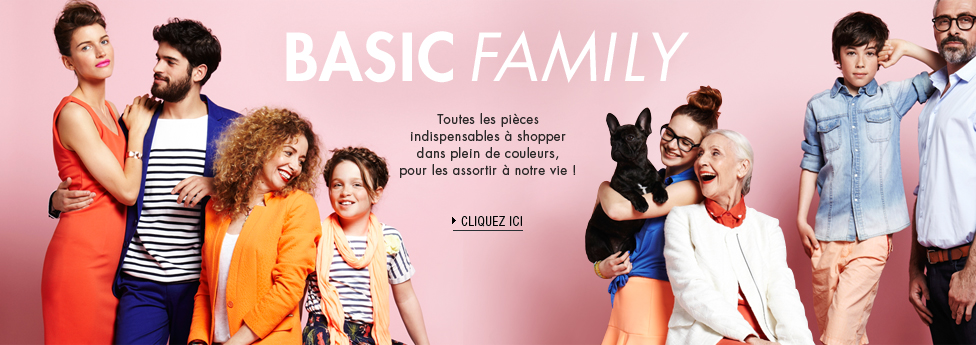 BASIC FAMILY
Toutes les pièces
indispensables à shopper
dans plein de couleurs,
pour les assortir à notre vie !
CLIQUEZ ICI